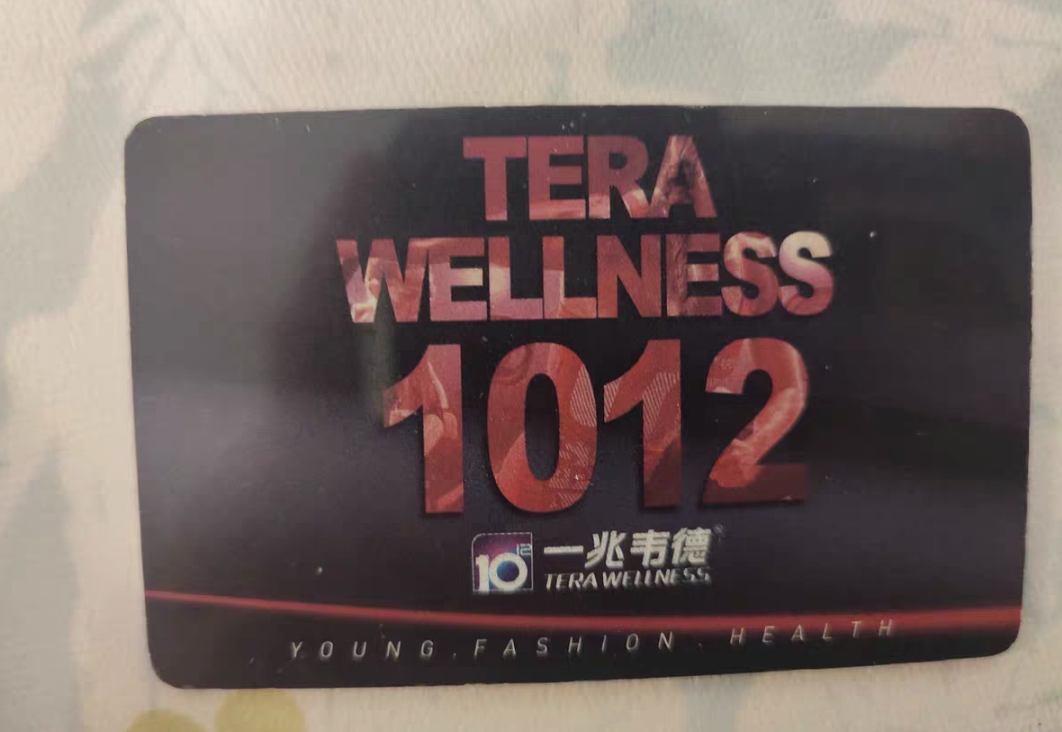 TERA
WELLNESS
1012
10¹² 一兆韦德®
TERA WELLNESS
YOUNG . FASHION . HEALTH